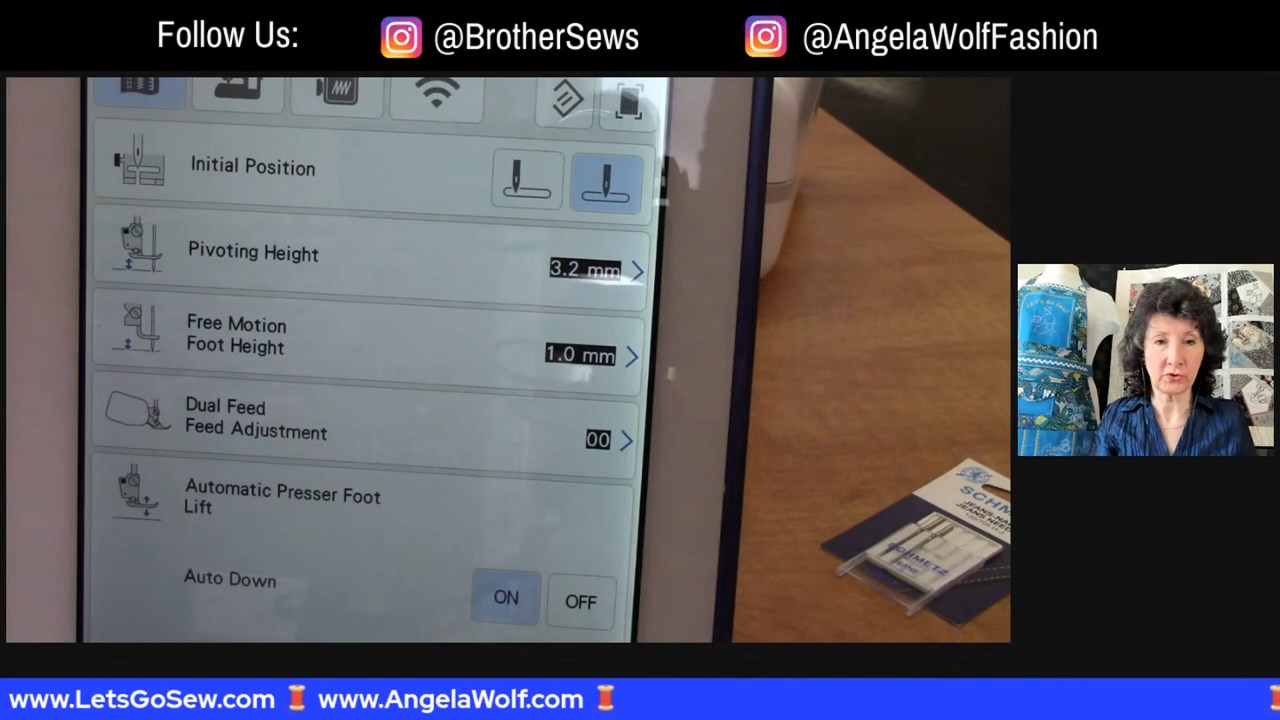 Follow Us:
@BrotherSews
@AngelaWolfFashion
Initial Position
Pivoting Height
3.2 mm
Free Motion
Foot Height
1.0 mm
Dual Feed
Feed Adjustment
00
Automatic Presser Foot
Lift
Auto Down
ON
OFF
SCHM
JEANS
SCHMETZ
www.LetsGoSew.com
www.AngelaWolf.com